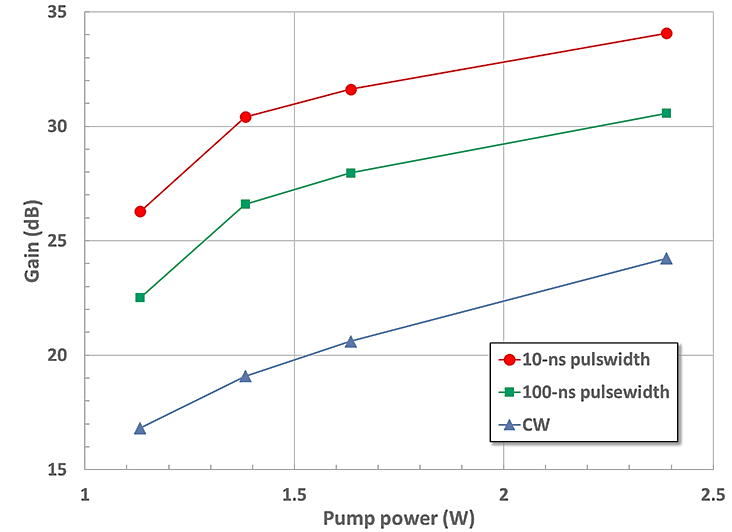 35
30
25
20
15
Gain (dB)
10-ns pulswidth
100-ns pulsewidth
CW
1
1.5
2
2.5
Pump power (W)